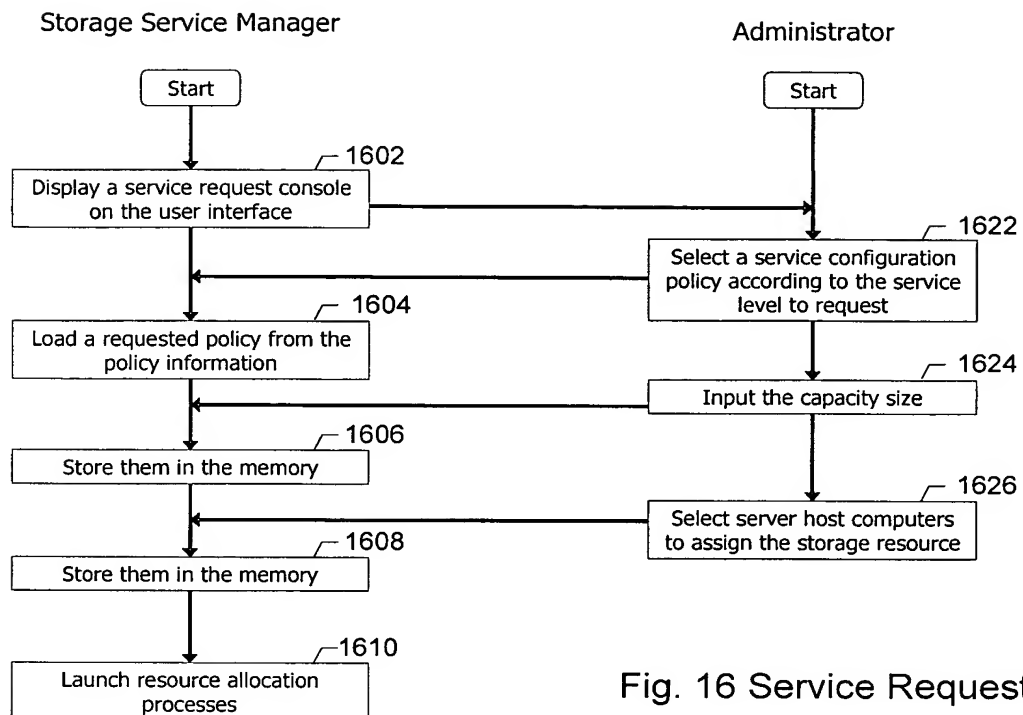 Storage Service Manager
Administrator
Start
Start
1602
Display a service request console
on the user interface
1622
Select a service configuration
policy according to the service
level to request
1604
Load a requested policy from the
policy information
1624
Input the capacity size
1606
Store them in the memory
1626
Select server host computers
to assign the storage resource
1608
Store them in the memory
1610
Launch resource allocation
processes
Fig. 16 Service Request